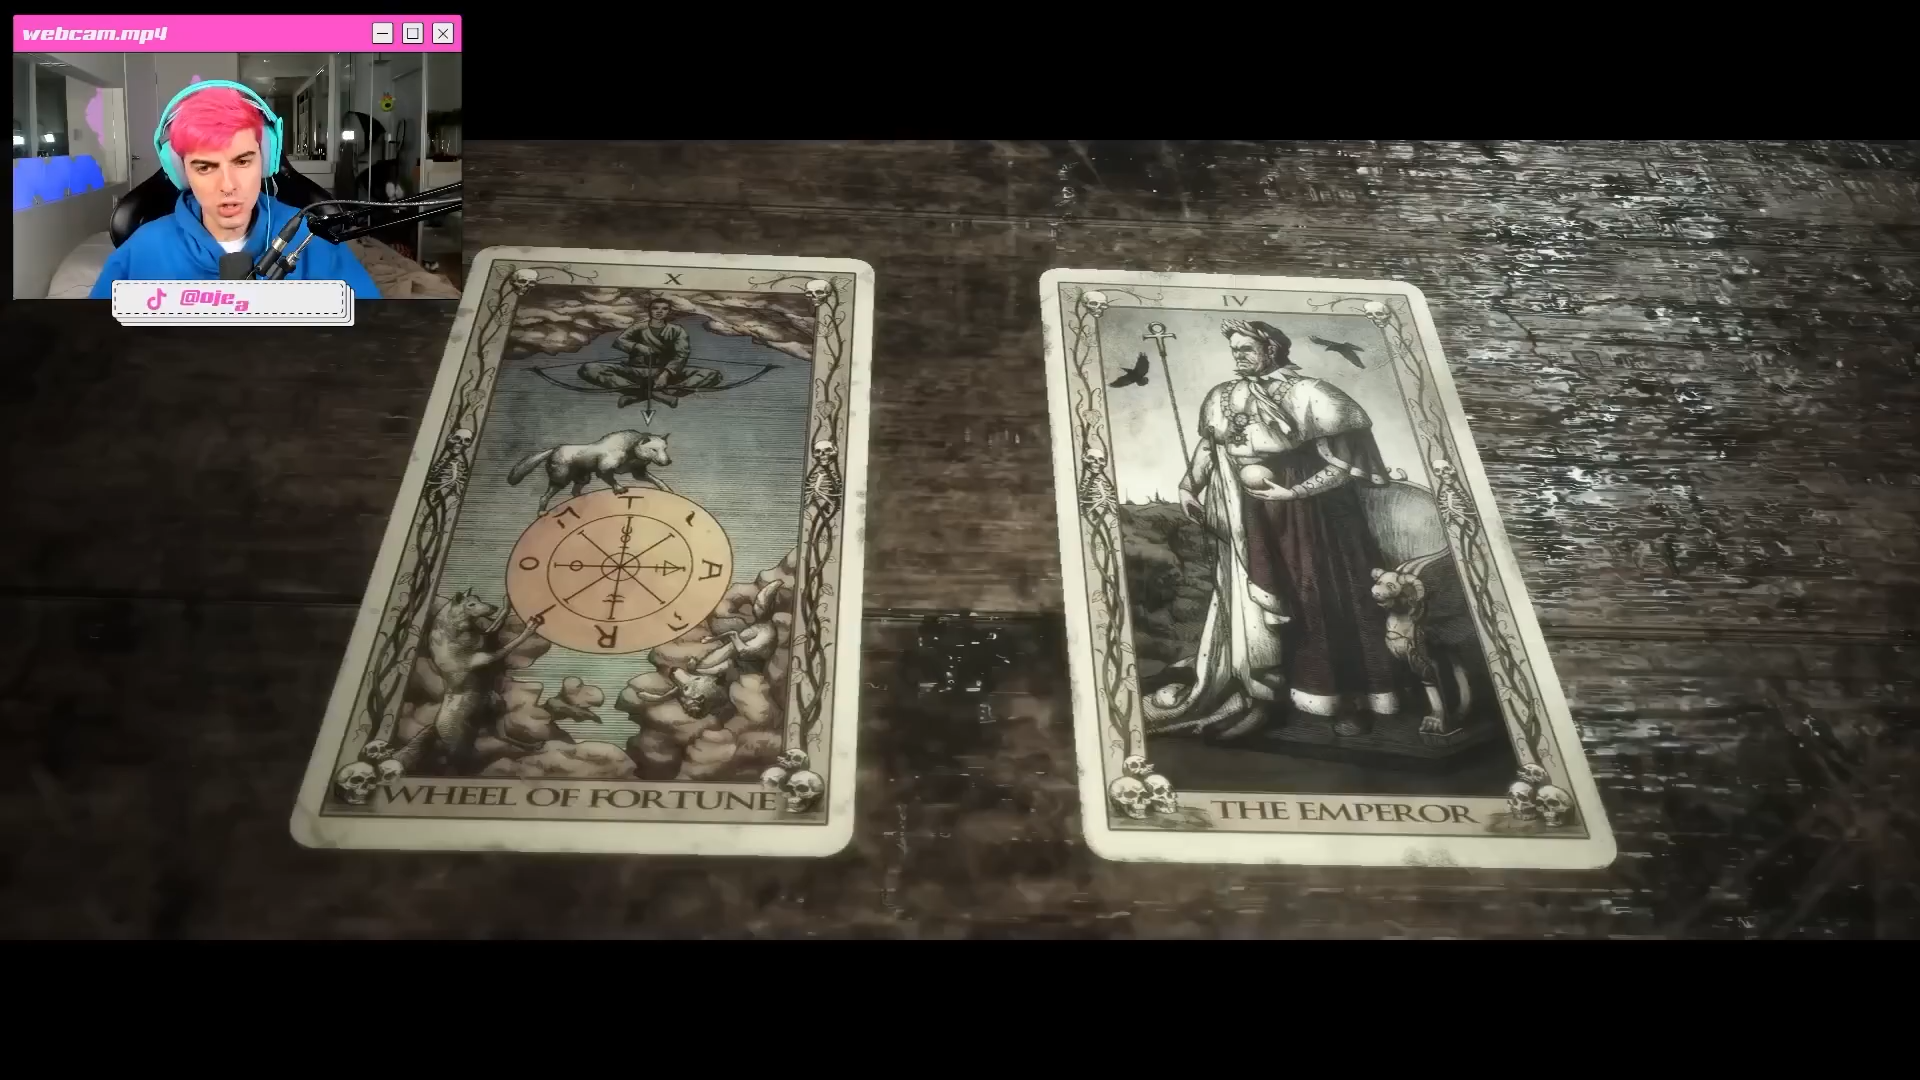 webcam.mp4
@ojea
X
IV
T
A
R
O
WHEEL OF FORTUNE
THE EMPEROR